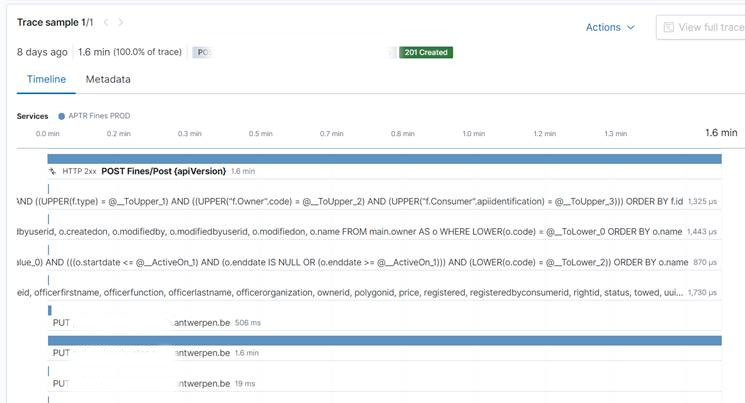 Trace sample 1/1
Actions
View full trace
8 days ago 1.6 min (100.0% of trace) PO 201 Created
Timeline Metadata
Services APTR Fines PROD
0.0 min 0.2 min 0.3 min 0.5 min 0.7 min 0.8 min 1.0 min 1.2 min 1.3 min 1.6 min
HTTP 2xx POST Fines/Post {apiVersion} 1.6 min
AND ((UPPER(f.type) = @__ToUpper_1) AND ((UPPER("f.Owner".code) = @__ToUpper_2) AND (UPPER("f.Consumer".apiidentification) = @__ToUpper_3))) ORDER BY f.id 1,325 μs
dbyuserid, o.createdon, o.modifiedby, o.modifiedbyuserid, o.modifiedon, o.name FROM main.owner AS o WHERE LOWER(o.code) = @__ToLower_0 ORDER BY o.name 1,443 μs
alue_0) AND (((o.startdate <= @__ActiveOn_1) AND (o.enddate IS NULL OR (o.enddate >= @__ActiveOn_1))) AND (LOWER(o.code) = @__ToLower_2)) ORDER BY o.name 870 μs
eid, officerfirstname, officerfunction, officerlastname, officerorganization, ownerid, polygonid, price, registered, registeredbyconsumerid, rightid, status, towed, uui... 1,730 μs
PUT .antwerpen.be 506 ms
PUT antwerpen.be 1.6 min
PUT antwerpen.be 19 ms